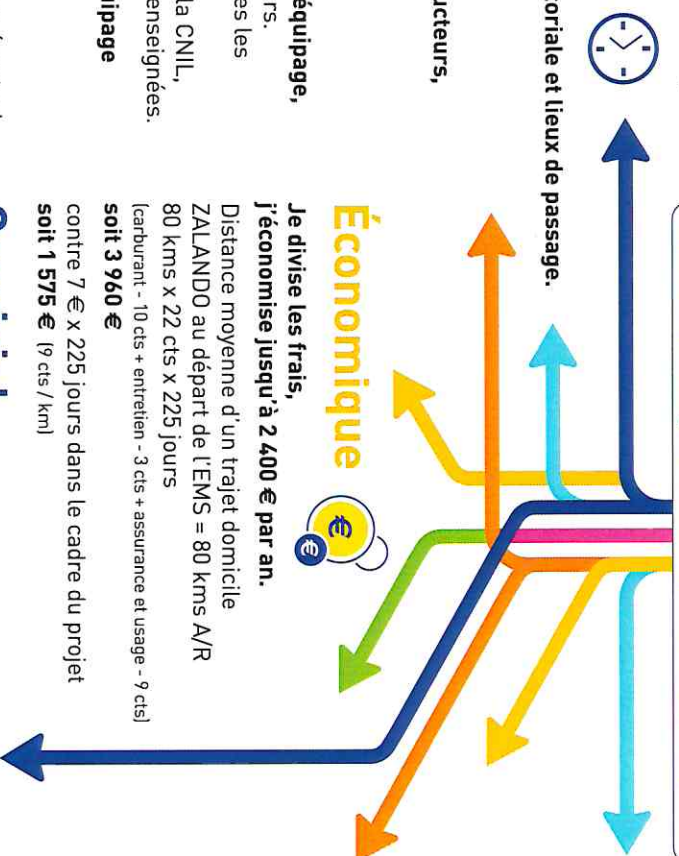 toriale et lieux de passage.
ucteurs,
équipage,
rs.
es les
la CNIL,
enseignées.
ipage
Économique
Je divise les frais,
j'économise jusqu'à 2 400 € par an.
Distance moyenne d'un trajet domicile
ZALANDO au départ de l'EMS = 80 kms A/R
80 kms x 22 cts x 225 jours
(carburant - 10 cts + entretien - 3 cts + assurance et usage - 9 cts)
soit 3 960 €
contre 7 € x 225 jours dans le cadre du projet
soit 1 575 € (9 cts / km)
€
€